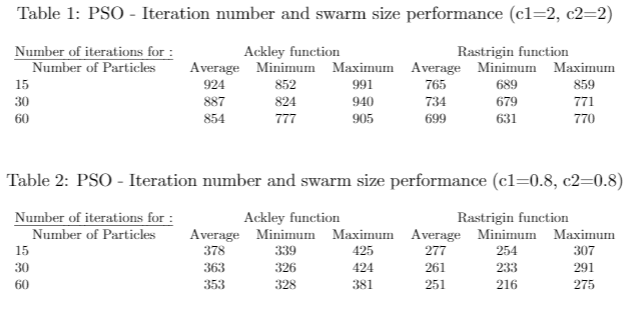 Table 1: PSO - Iteration number and swarm size performance (c1=2, c2=2)
Number of iterations for : Ackley function Rastrigin function
Number of Particles Average Minimum Maximum Average Minimum Maximum
15 924 852 991 765 689 859
30 887 824 940 734 679 771
60 854 777 905 699 631 770
Table 2: PSO - Iteration number and swarm size performance (c1=0.8, c2=0.8)
Number of iterations for : Ackley function Rastrigin function
Number of Particles Average Minimum Maximum Average Minimum Maximum
15 378 339 425 277 254 307
30 363 326 424 261 233 291
60 353 328 381 251 216 275